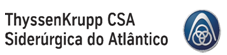 ThyssenKrupp CSA
Siderúrgica do Atlântico